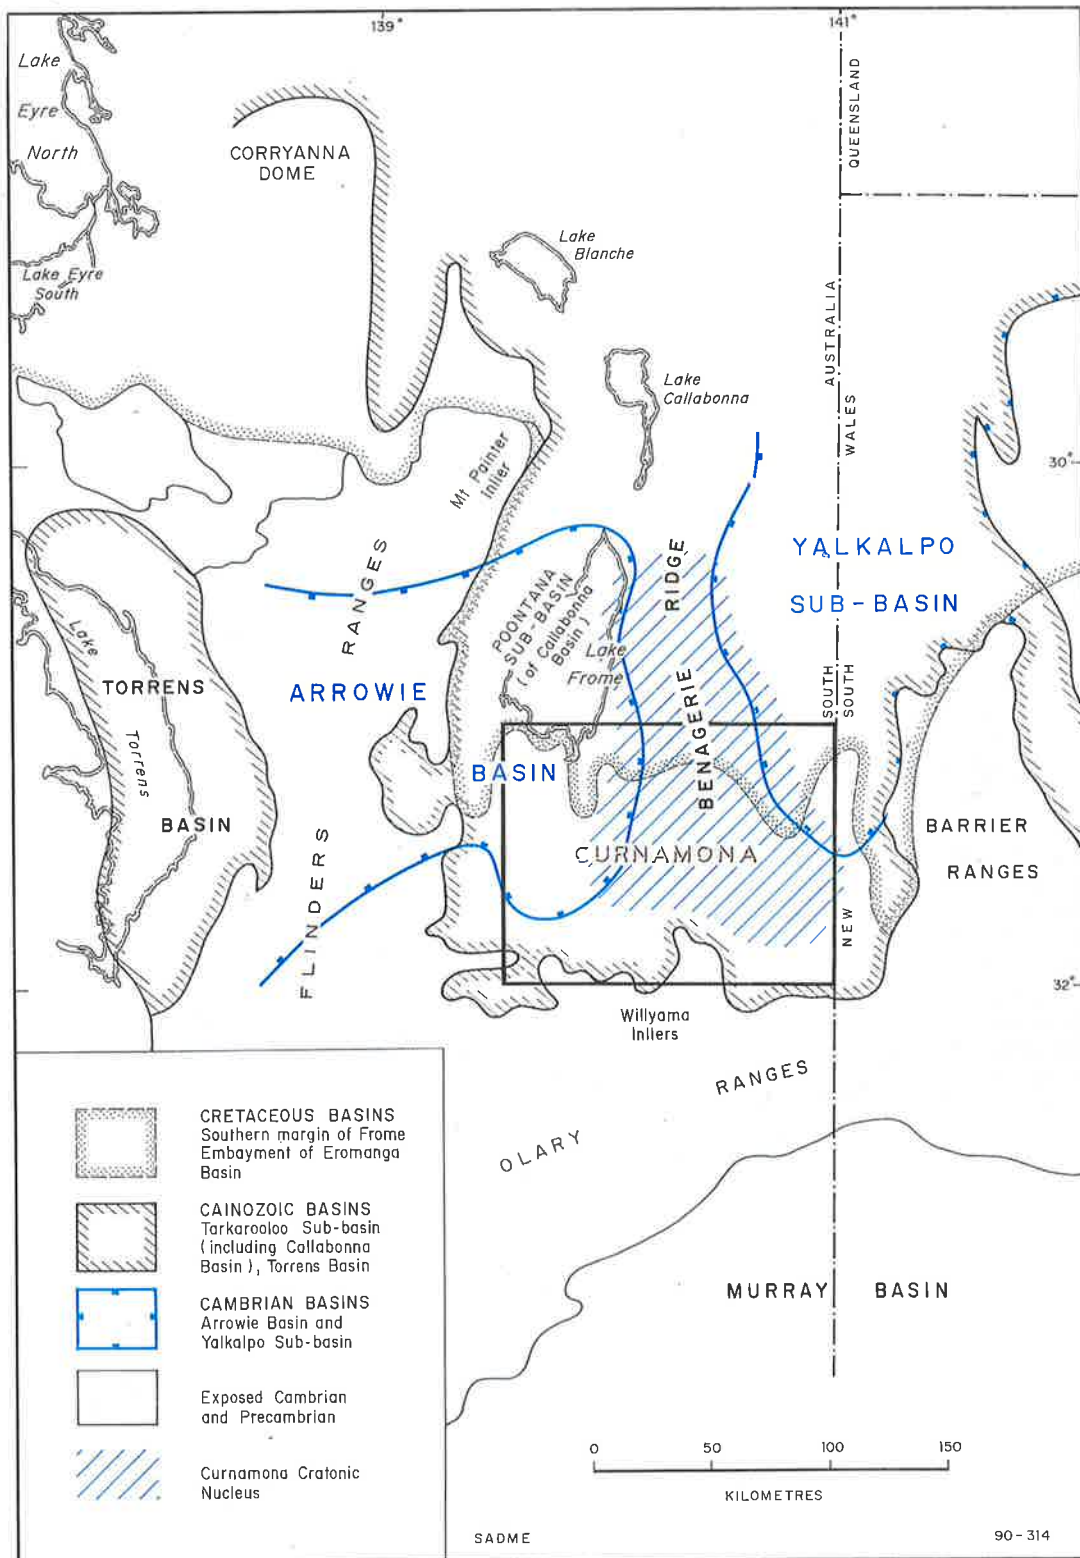 139°
141°
QUEENSLAND
Lake
Eyre
North
Lake Eyre
South
CORRYANNA
DOME
Lake
Blanche
Lake
Callabonna
AUSTRALIA
WALES
SOUTH
SOUTH
NEW
30°
32°
Mt Painter
Inlier
RANGES
FLINDERS
POONTANA
SUB-BASIN
(of Callabonna
Basin)
Lake
Frome
RIDGE
BENAGERIE
YALKALPO
SUB-BASIN
ARROWIE
BASIN
Lake
Torrens
TORRENS
BASIN
CURNAMONA
BARRIER
RANGES
Willyama
Inliers
OLARY
RANGES
MURRAY BASIN
CRETACEOUS BASINS
Southern margin of Frome
Embayment of Eromanga
Basin
CAINOZOIC BASINS
Tarkarooloo Sub-basin
(including Callabonna
Basin), Torrens Basin
CAMBRIAN BASINS
Arrowie Basin and
Yalkalpo Sub-basin
Exposed Cambrian
and Precambrian
Curnamona Cratonic
Nucleus
0 50 100 150
KILOMETRES
SADME
90-314